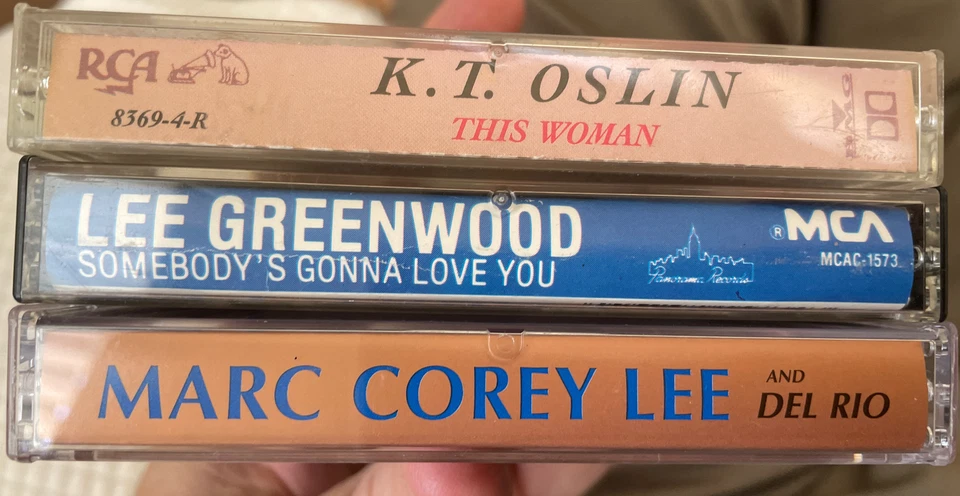 RCA
K.T. OSLIN
8369-4-R
THIS WOMAN
BMG
LEE GREENWOOD
SOMEBODY'S GONNA LOVE YOU
Panorama Records
® MCA
MCAC-1573
MARC COREY LEE AND DEL RIO